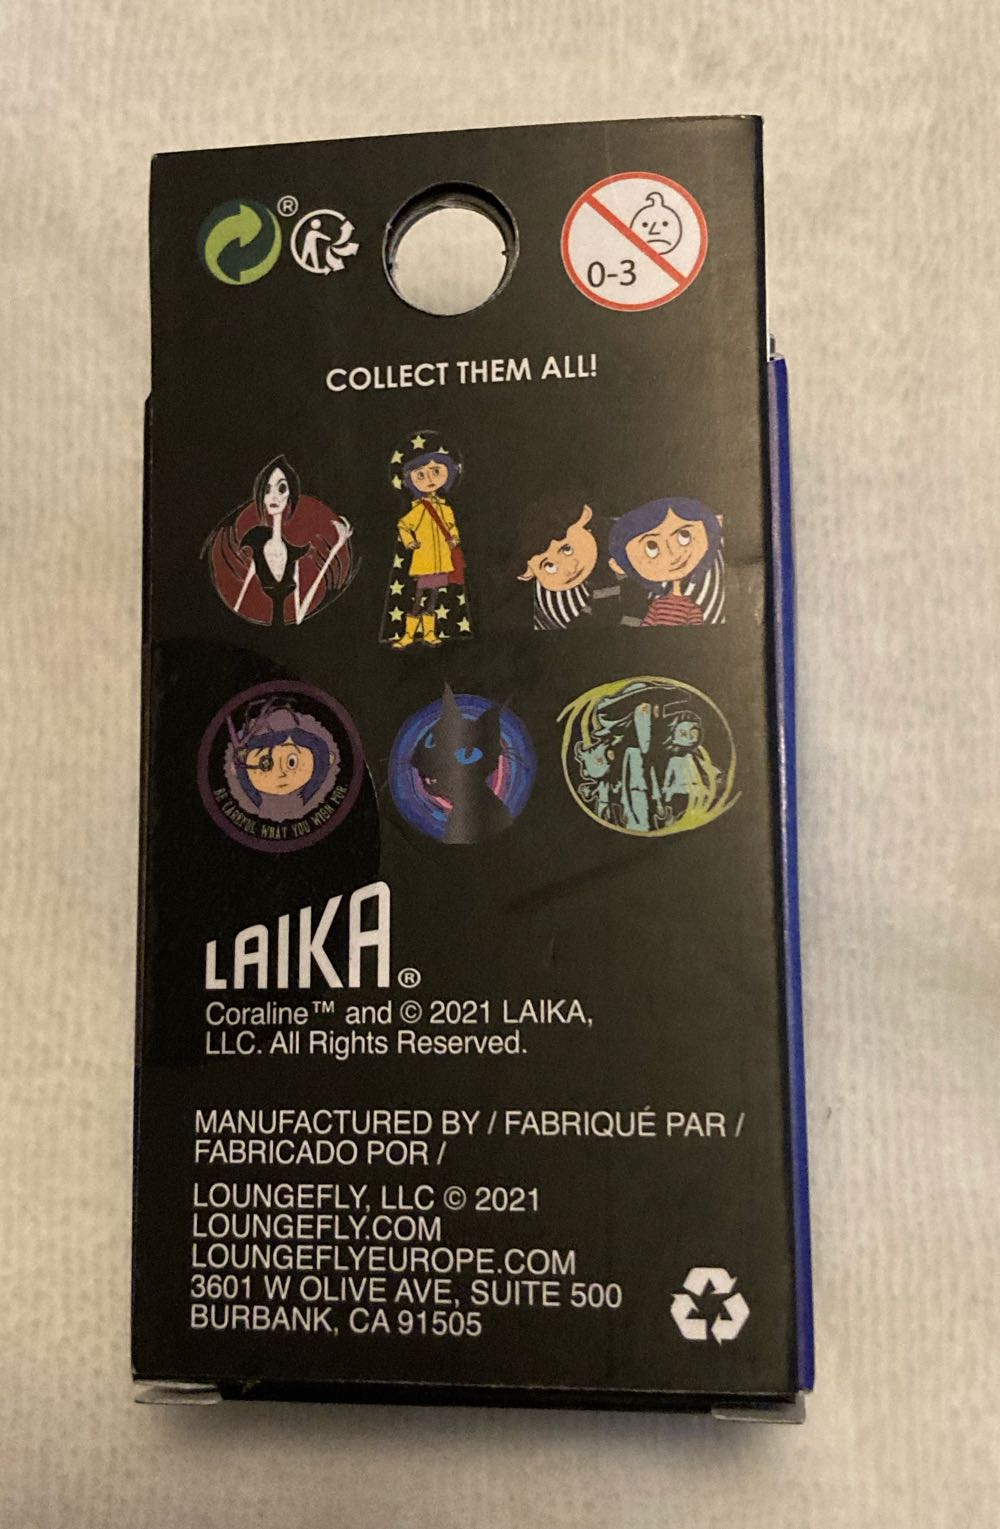 ®
0-3
COLLECT THEM ALL!
BE CAREFUL WHAT YOU WISH FOR
LAIKA®
Coraline™ and © 2021 LAIKA,
LLC. All Rights Reserved.
MANUFACTURED BY / FABRIQUÉ PAR /
FABRICADO POR /
LOUNGEFLY, LLC © 2021
LOUNGEFLY.COM
LOUNGEFLYEUROPE.COM
3601 W OLIVE AVE, SUITE 500
BURBANK, CA 91505